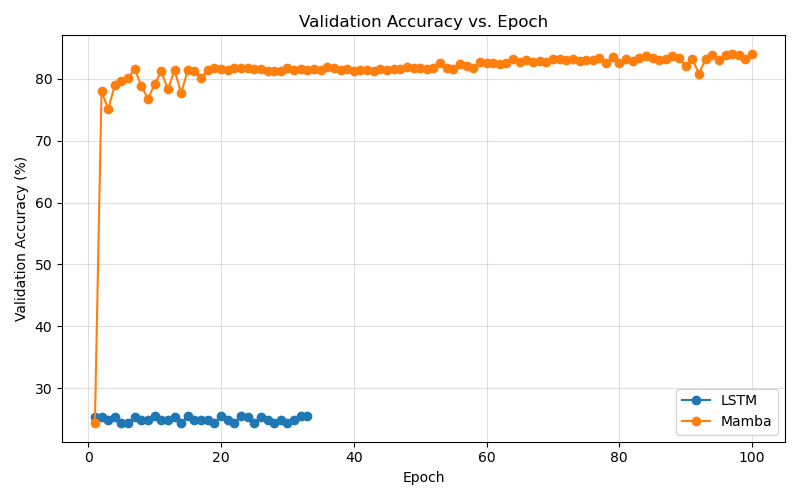 Validation Accuracy vs. Epoch
Validation Accuracy (%)
80
70
60
50
40
30
0 20 40 60 80 100
Epoch
LSTM
Mamba